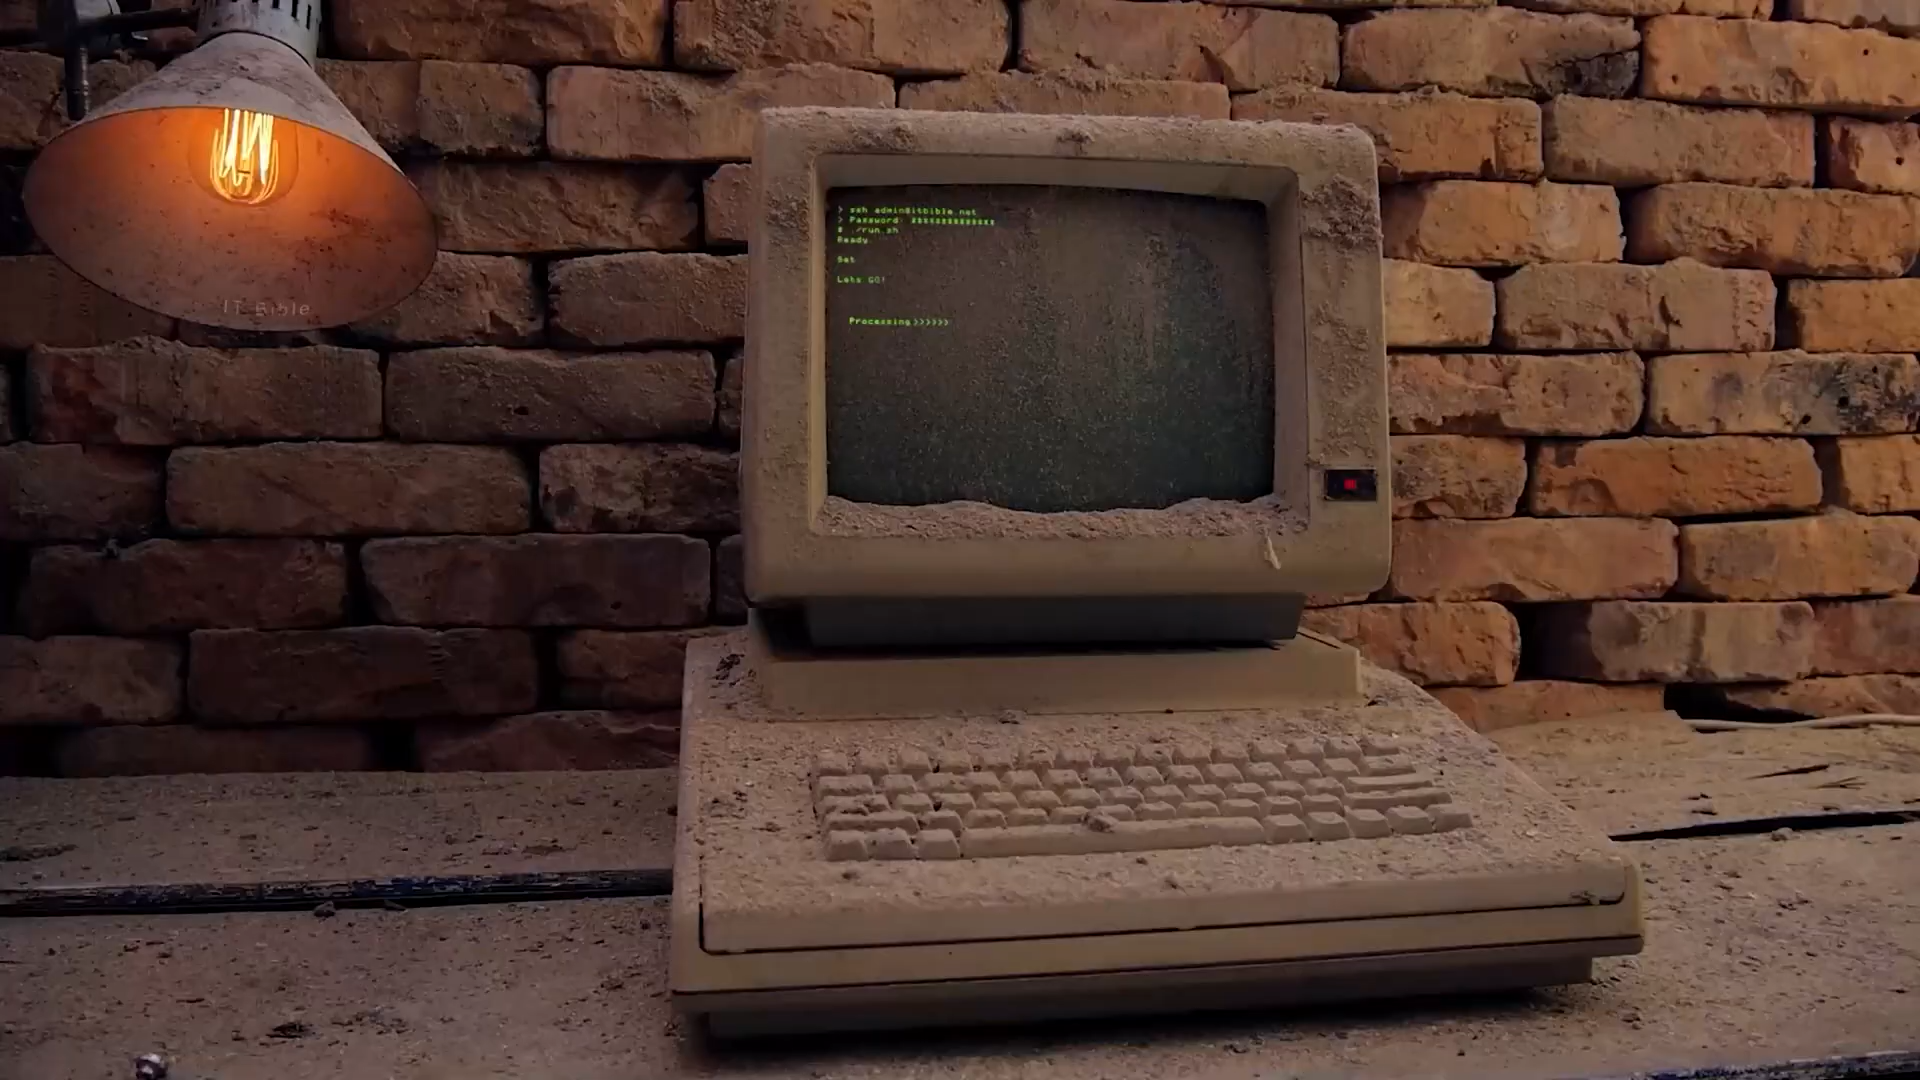 > ssh admin@itbible.net
> Password: **************
# ./run.sh
Ready
Set
Lets GO!
Processing>>>>>>
IT Bible